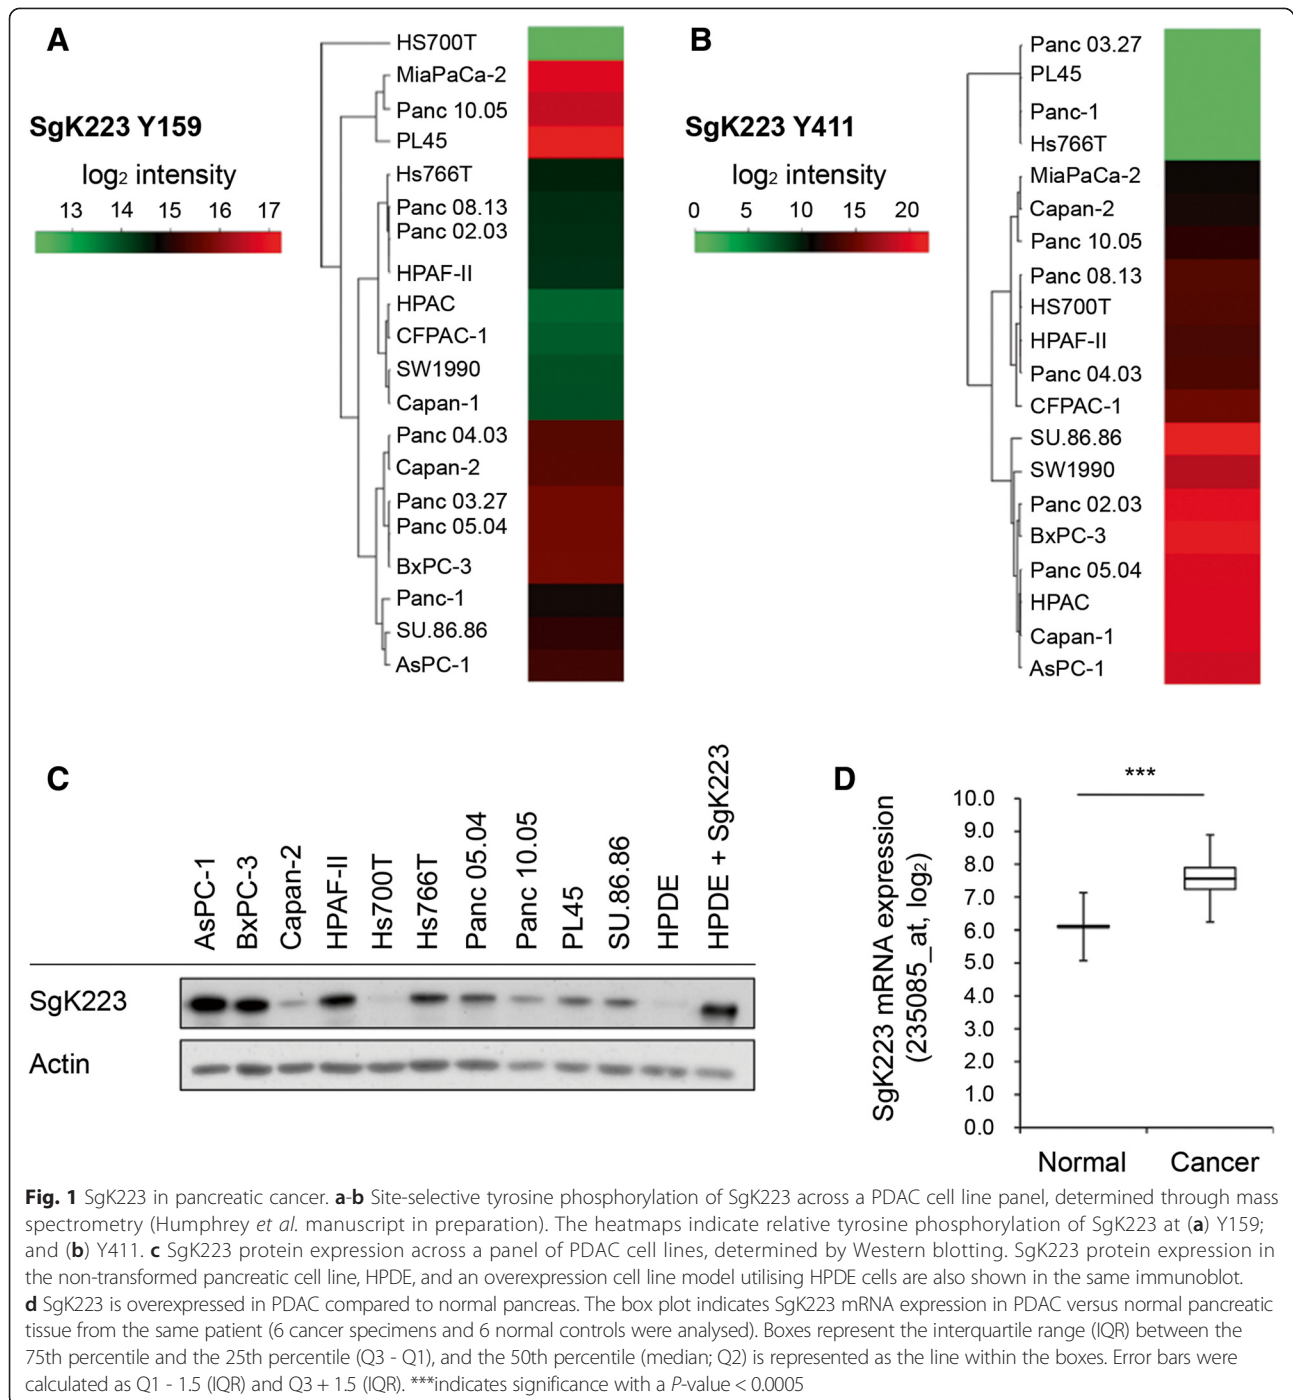 A
SgK223 Y159
log2 intensity
13 14 15 16 17
HS700T
MiaPaCa-2
Panc 10.05
PL45
Hs766T
Panc 08.13
Panc 02.03
HPAF-II
HPAC
CFPAC-1
SW1990
Capan-1
Panc 04.03
Capan-2
Panc 03.27
Panc 05.04
BxPC-3
Panc-1
SU.86.86
AsPC-1
B
SgK223 Y411
log2 intensity
0 5 10 15 20
Panc 03.27
PL45
Panc-1
Hs766T
MiaPaCa-2
Capan-2
Panc 10.05
Panc 08.13
HS700T
HPAF-II
Panc 04.03
CFPAC-1
SU.86.86
SW1990
Panc 02.03
BxPC-3
Panc 05.04
HPAC
Capan-1
AsPC-1
C
AsPC-1
BxPC-3
Capan-2
HPAF-II
Hs700T
Hs766T
Panc 05.04
Panc 10.05
PL45
SU.86.86
HPDE
HPDE + SgK223
SgK223
Actin
D
SgK223 mRNA expression
(235085_at, log2)
***
10.0
9.0
8.0
7.0
6.0
5.0
4.0
3.0
2.0
1.0
0.0
Normal Cancer
Fig. 1 SgK223 in pancreatic cancer. a-b Site-selective tyrosine phosphorylation of SgK223 across a PDAC cell line panel, determined through mass
spectrometry (Humphrey et al. manuscript in preparation). The heatmaps indicate relative tyrosine phosphorylation of SgK223 at (a) Y159;
and (b) Y411. c SgK223 protein expression across a panel of PDAC cell lines, determined by Western blotting. SgK223 protein expression in
the non-transformed pancreatic cell line, HPDE, and an overexpression cell line model utilising HPDE cells are also shown in the same immunoblot.
d SgK223 is overexpressed in PDAC compared to normal pancreas. The box plot indicates SgK223 mRNA expression in PDAC versus normal pancreatic
tissue from the same patient (6 cancer specimens and 6 normal controls were analysed). Boxes represent the interquartile range (IQR) between the
75th percentile and the 25th percentile (Q3 - Q1), and the 50th percentile (median; Q2) is represented as the line within the boxes. Error bars were
calculated as Q1 - 1.5 (IQR) and Q3 + 1.5 (IQR). ***indicates significance with a P-value < 0.0005